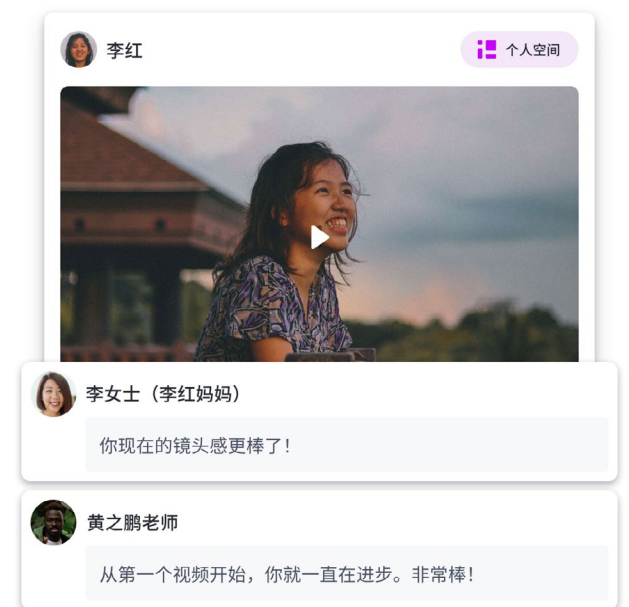 李红
个人空间
李女士（李红妈妈）
你现在的镜头感更棒了！
黄之鹏老师
从第一个视频开始，你就一直在进步。非常棒！